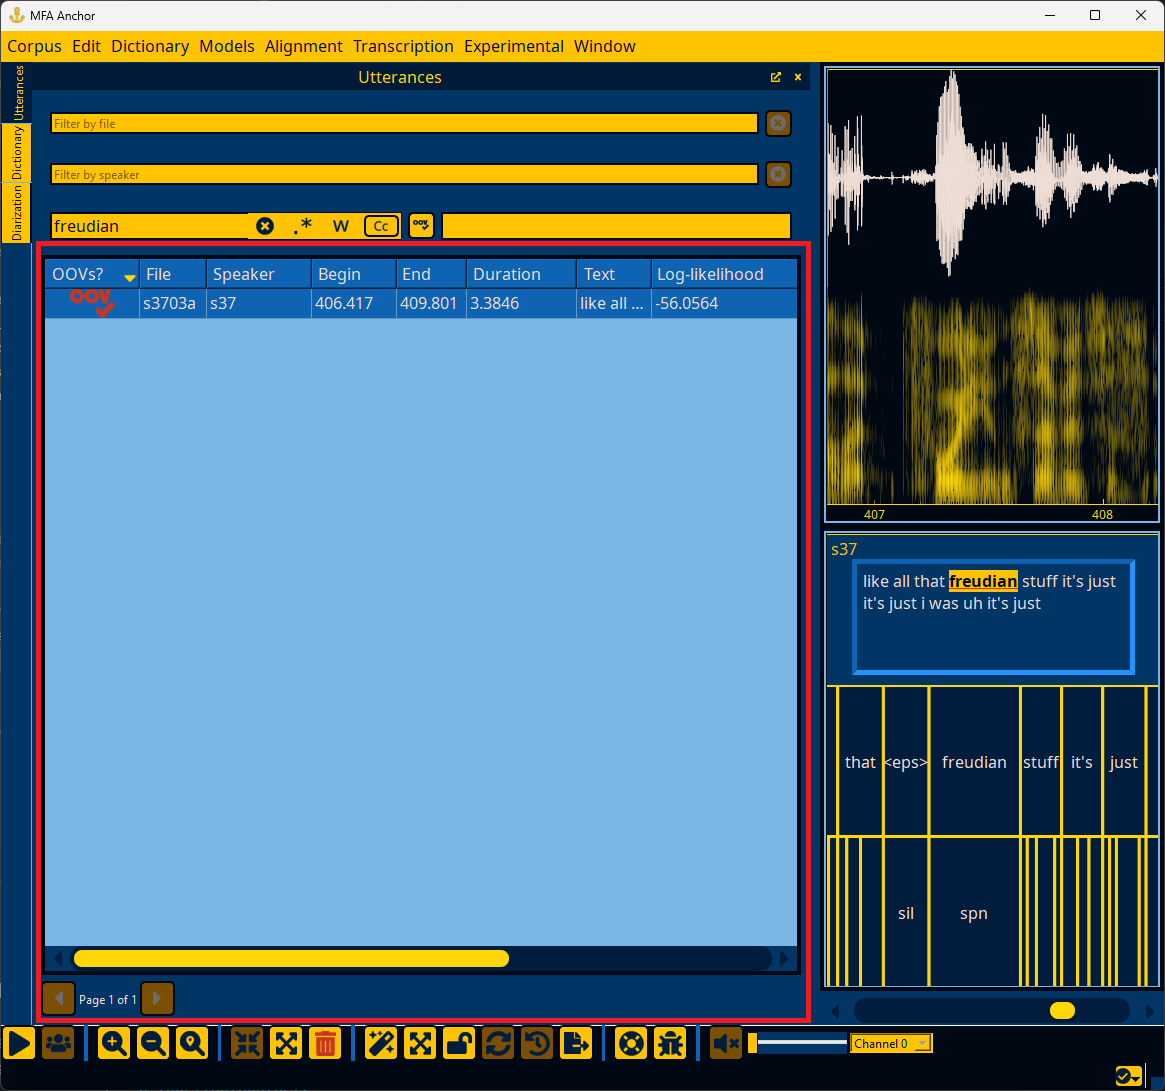 MFA Anchor
Corpus Edit Dictionary Models Alignment Transcription Experimental Window
Utterances
Dictionary
Diarization
Utterances
Filter by file
Filter by speaker
freudian .* W Cc OOV
OOVs? File Speaker Begin End Duration Text Log-likelihood
OOV s3703a s37 406.417 409.801 3.3846 like all ... -56.0564
Page 1 of 1
407 408
s37
like all that freudian stuff it's just
it's just i was uh it's just
that <eps> freudian stuff it's just
sil spn
Channel 0